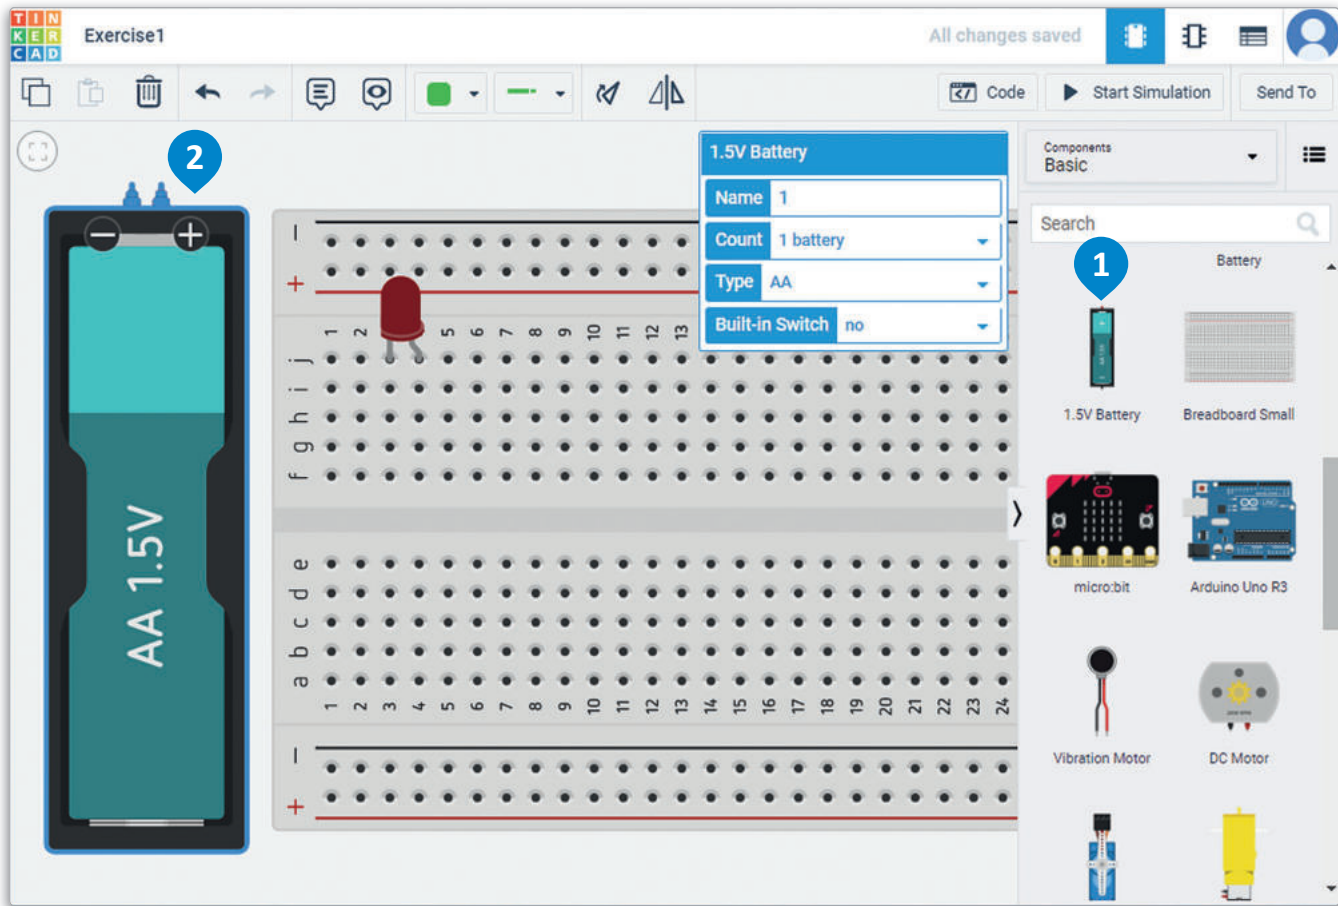 TINKERCAD
Exercise1
All changes saved
Code
Start Simulation
Send To
2
1.5V Battery
Name 1
Count 1 battery
Type AA
Built-in Switch no
Components
Basic
Search
1
Battery
1.5V Battery
Breadboard Small
micro:bit
Arduino Uno R3
Vibration Motor
DC Motor
− +
AA 1.5V
AA 1.5V
−
+
1 2 5 6 7 8 9 10 11 12 13
j
i
h
g
f
e
d
c
b
a
1 2 3 4 5 6 7 8 9 10 11 12 13 14 15 16 17 18 19 20 21 22 23 24
−
+